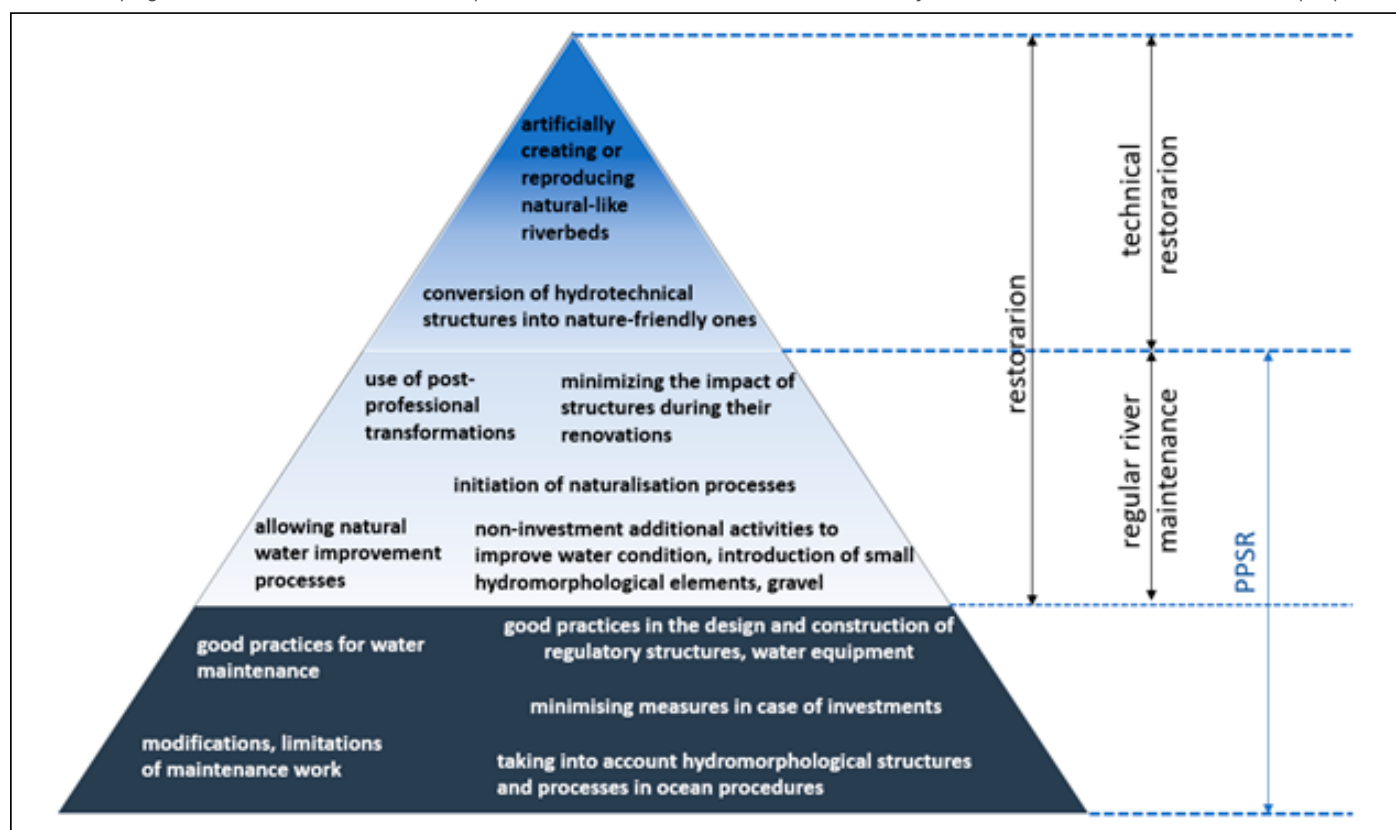 artificially
creating or
reproducing
natural-like
riverbeds
conversion of hydrotechnical
structures into nature-friendly ones
use of post-
professional
transformations
minimizing the impact of
structures during their
renovations
initiation of naturalisation processes
allowing natural
water improvement
processes
non-investment additional activities to
improve water condition, introduction of small
hydromorphological elements, gravel
good practices for water
maintenance
good practices in the design and construction of
regulatory structures, water equipment
minimising measures in case of investments
modifications, limitations
of maintenance work
taking into account hydromorphological structures
and processes in ocean procedures
restorarion
technical
restorarion
regular river
maintenance
PPSR